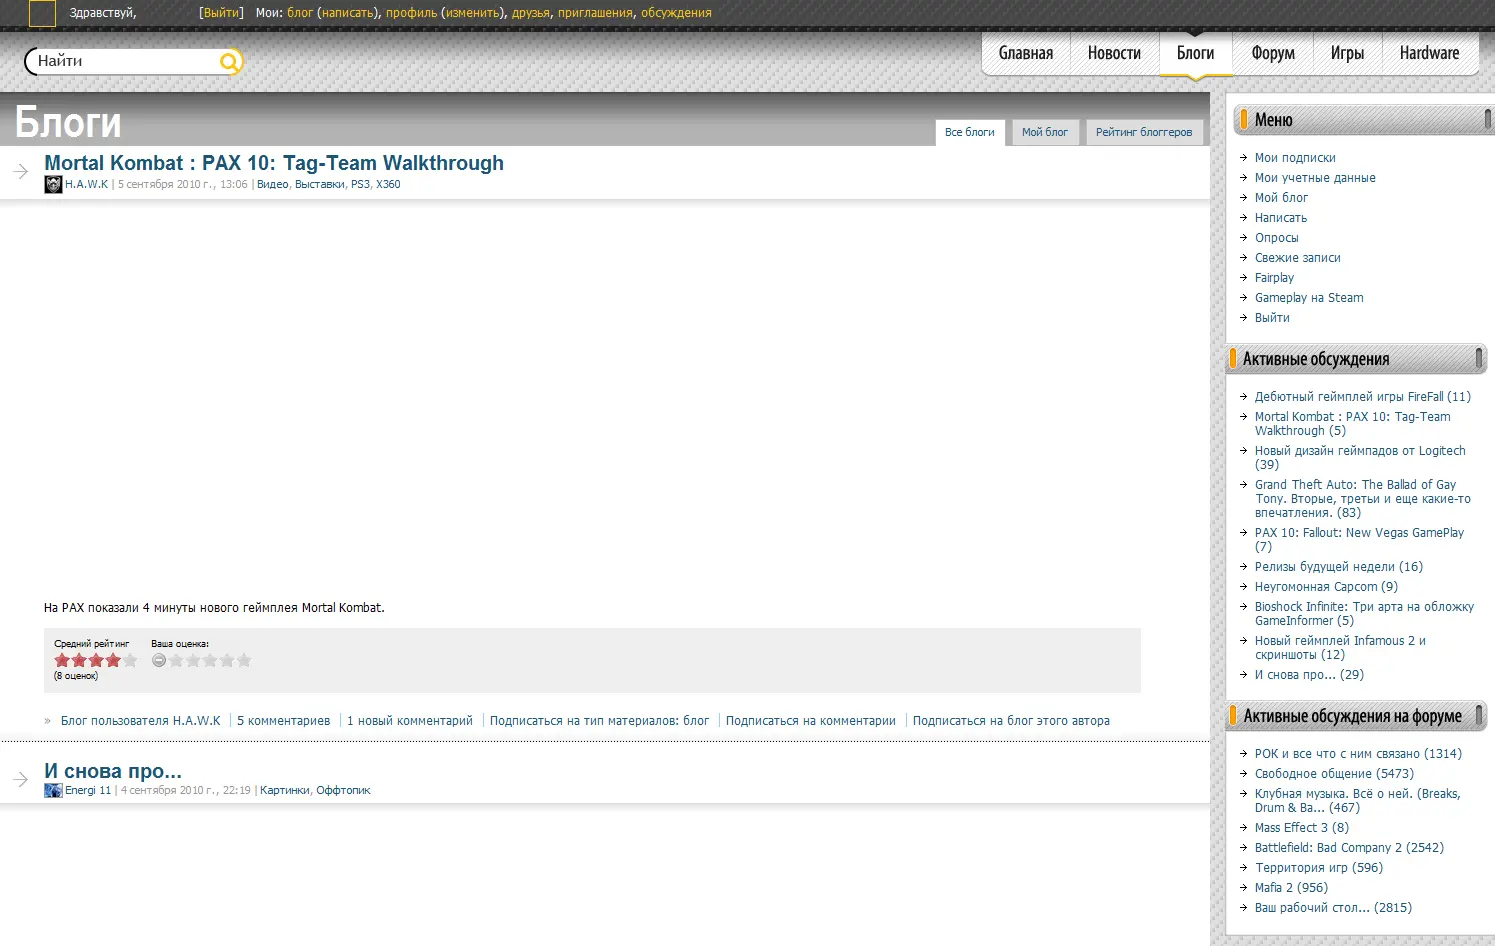 Здравствуй, [Выйти] Мои: блог (написать), профиль (изменить), друзья, приглашения, обсуждения
Найти
Gлавная Новости Блоги Форум Игры Hardware
Блоги
Все блоги Мой блог Рейтинг блоггеров
Mortal Kombat : PAX 10: Tag-Team Walkthrough
H.A.W.K | 5 сентября 2010 г., 13:06 | Видео, Выставки, PS3, X360
На PAX показали 4 минуты нового геймплея Mortal Kombat.
Средний рейтинг Ваша оценка:
(8 оценок)
» Блог пользователя H.A.W.K 5 комментариев 1 новый комментарий Подписаться на тип материалов: блог Подписаться на комментарии Подписаться на блог этого автора
И снова про...
Energi 11 | 4 сентября 2010 г., 22:19 | Картинки, Оффтопик
Меню
Мои подписки
Мои учетные данные
Мой блог
Написать
Опросы
Свежие записи
Fairplay
Gameplay на Steam
Выйти
Активные обсуждения
Дебютный геймплей игры FireFall (11)
Mortal Kombat : PAX 10: Tag-Team
Walkthrough (5)
Новый дизайн геймпадов от Logitech
(39)
Grand Theft Auto: The Ballad of Gay
Tony. Вторые, третьи и еще какие-то
впечатления. (83)
PAX 10: Fallout: New Vegas GamePlay
(7)
Релизы будущей недели (16)
Неугомонная Capcom (9)
Bioshock Infinite: Три арта на обложку
GameInformer (5)
Новый геймплей Infamous 2 и
скриншоты (12)
И снова про... (29)
Активные обсуждения на форуме
РОК и все что с ним связано (1314)
Свободное общение (5473)
Клубная музыка. Всё о ней. (Breaks,
Drum & Ba... (467)
Mass Effect 3 (8)
Battlefield: Bad Company 2 (2542)
Территория игр (596)
Mafia 2 (956)
Ваш рабочий стол... (2815)